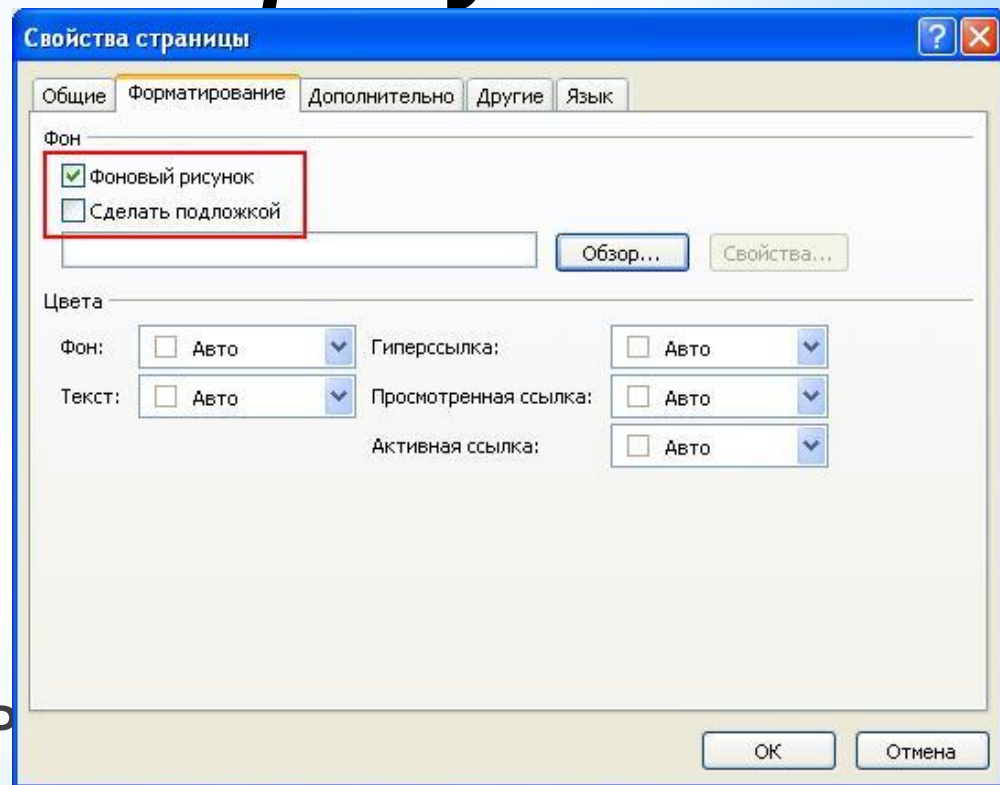 Свойства страницы
Общие Форматирование Дополнительно Другие Язык
Фон
Фоновый рисунок
Сделать подложкой
Обзор... Свойства...
Цвета
Фон: Авто Гиперссылка: Авто
Текст: Авто Просмотренная ссылка: Авто
Активная ссылка: Авто
ОК Отмена